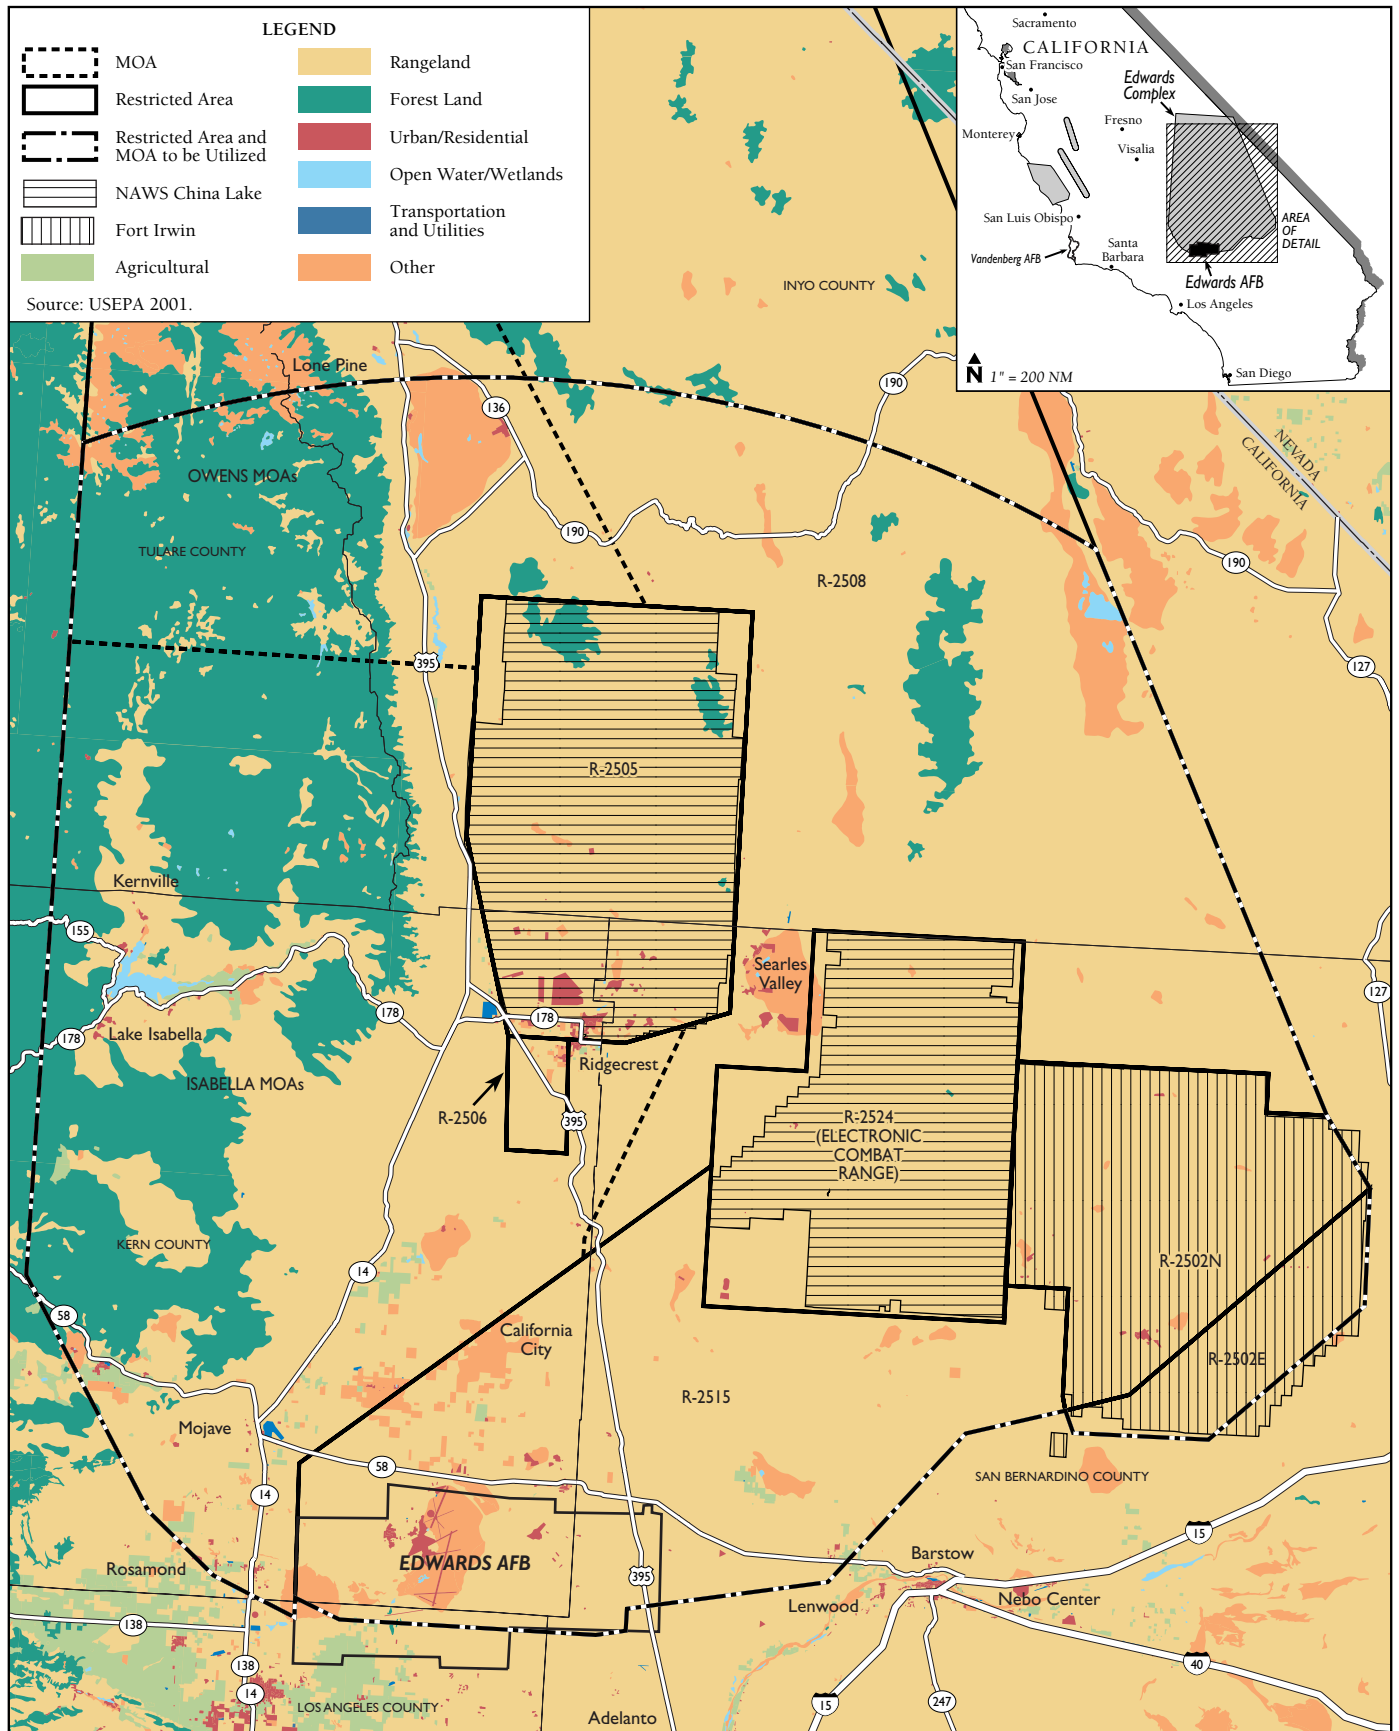 LEGEND
MOA
Restricted Area
Restricted Area and
MOA to be Utilized
NAWS China Lake
Fort Irwin
Agricultural
Rangeland
Forest Land
Urban/Residential
Open Water/Wetlands
Transportation
and Utilities
Other
Source: USEPA 2001.
Sacramento
CALIFORNIA
San Francisco
San Jose
Monterey
Fresno
Visalia
Edwards
Complex
San Luis Obispo
Vandenberg AFB
Santa
Barbara
AREA
OF
DETAIL
Edwards AFB
Los Angeles
San Diego
N
1" = 200 NM
INYO COUNTY
Lone Pine
190
136
NEVADA
CALIFORNIA
OWENS MOAs
190
TULARE COUNTY
190
R-2508
395
127
R-2505
Kernville
155
Searles
Valley
127
178
178
Lake Isabella
178
Ridgecrest
ISABELLA MOAs
R-2506
395
R-2524
(ELECTRONIC
COMBAT
RANGE)
KERN COUNTY
14
R-2502N
58
California
City
R-2502E
R-2515
Mojave
58
SAN BERNARDINO COUNTY
14
15
Rosamond
EDWARDS AFB
395
Barstow
Lenwood
Nebo Center
138
138
40
14
15
247
LOS ANGELES COUNTY
Adelanto